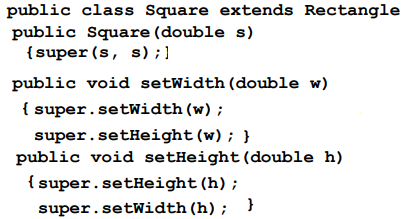 public class Square extends Rectangle
public Square(double s)
{super(s, s);]
public void setWidth(double w)
{ super.setWidth(w);
super.setHeight(w); }
public void setHeight(double h)
{super.setHeight(h);
super.setWidth(h); }